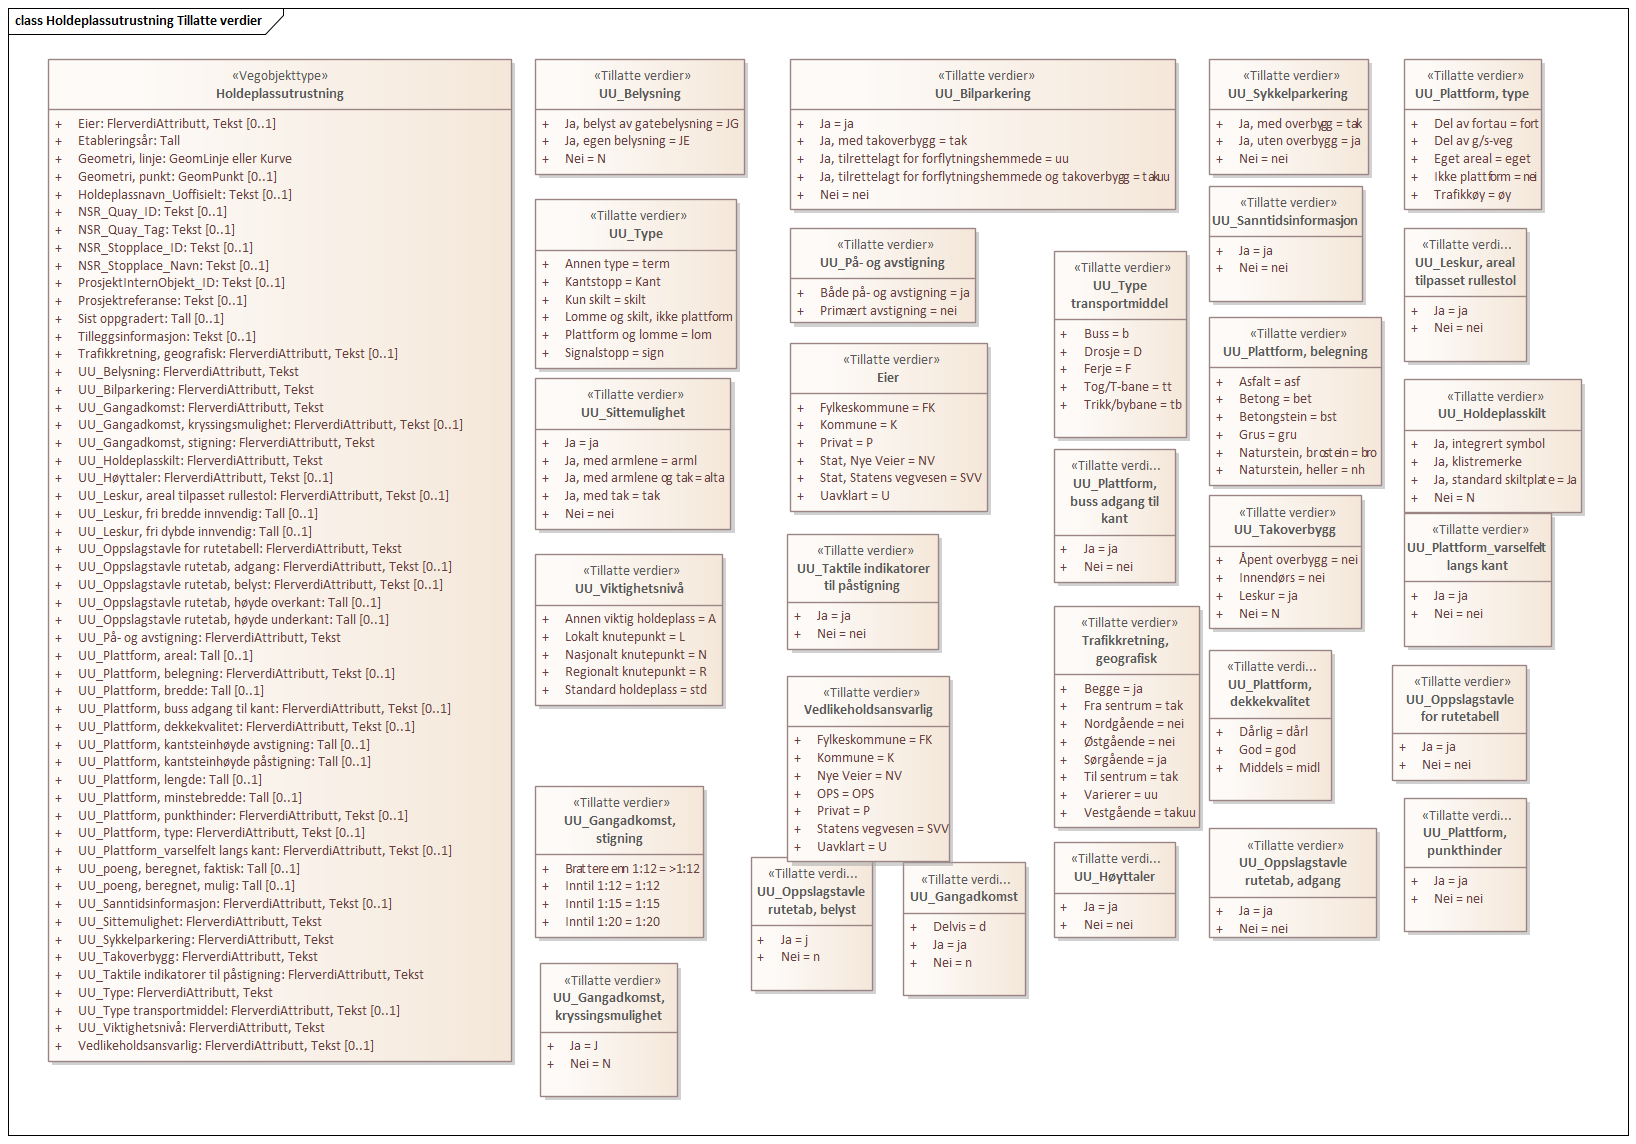 class Holdeplassutrustning Tillatte verdier
«Vegobjekttype»
Holdeplassutrustning
+ Eier: FlerverdiAttributt, Tekst [0..1]
+ Etableringsår: Tall
+ Geometri, linje: GeomLinje eller Kurve
+ Geometri, punkt: GeomPunkt [0..1]
+ Holdeplassnavn_Uoffisielt: Tekst [0..1]
+ NSR_Quay_ID: Tekst [0..1]
+ NSR_Quay_Tag: Tekst [0..1]
+ NSR_Stopplace_ID: Tekst [0..1]
+ NSR_Stopplace_Navn: Tekst [0..1]
+ ProsjektInternObjekt_ID: Tekst [0..1]
+ Prosjektreferanse: Tekst [0..1]
+ Sist oppgradert: Tall [0..1]
+ Tilleggsinformasjon: Tekst [0..1]
+ Trafikkretning, geografisk: FlerverdiAttributt, Tekst [0..1]
+ UU_Belysning: FlerverdiAttributt, Tekst
+ UU_Bilparkering: FlerverdiAttributt, Tekst
+ UU_Gangadkomst: FlerverdiAttributt, Tekst
+ UU_Gangadkomst, kryssingsmulighet: FlerverdiAttributt, Tekst [0..1]
+ UU_Gangadkomst, stigning: FlerverdiAttributt, Tekst
+ UU_Holdeplasskilt: FlerverdiAttributt, Tekst
+ UU_Høyttaler: FlerverdiAttributt, Tekst [0..1]
+ UU_Leskur, areal tilpasset rullestol: FlerverdiAttributt, Tekst [0..1]
+ UU_Leskur, fri bredde innvendig: Tall [0..1]
+ UU_Leskur, fri dybde innvendig: Tall [0..1]
+ UU_Oppslagstavle for rutetabell: FlerverdiAttributt, Tekst
+ UU_Oppslagstavle rutetab, adgang: FlerverdiAttributt, Tekst [0..1]
+ UU_Oppslagstavle rutetab, belyst: FlerverdiAttributt, Tekst [0..1]
+ UU_Oppslagstavle rutetab, høyde overkant: Tall [0..1]
+ UU_Oppslagstavle rutetab, høyde underkant: Tall [0..1]
+ UU_På- og avstigning: FlerverdiAttributt, Tekst
+ UU_Plattform, areal: Tall [0..1]
+ UU_Plattform, belegning: FlerverdiAttributt, Tekst [0..1]
+ UU_Plattform, bredde: Tall [0..1]
+ UU_Plattform, buss adgang til kant: FlerverdiAttributt, Tekst [0..1]
+ UU_Plattform, dekkekvalitet: FlerverdiAttributt, Tekst [0..1]
+ UU_Plattform, kantsteinhøyde avstigning: Tall [0..1]
+ UU_Plattform, kantsteinhøyde påstigning: Tall [0..1]
+ UU_Plattform, lengde: Tall [0..1]
+ UU_Plattform, minstebredde: Tall [0..1]
+ UU_Plattform, punkthinder: FlerverdiAttributt, Tekst [0..1]
+ UU_Plattform, type: FlerverdiAttributt, Tekst [0..1]
+ UU_Plattform_varselfelt langs kant: FlerverdiAttributt, Tekst [0..1]
+ UU_poeng, beregnet, faktisk: Tall [0..1]
+ UU_poeng, beregnet, mulig: Tall [0..1]
+ UU_Sanntidsinformasjon: FlerverdiAttributt, Tekst [0..1]
+ UU_Sittemulighet: FlerverdiAttributt, Tekst
+ UU_Sykkelparkering: FlerverdiAttributt, Tekst
+ UU_Takoverbygg: FlerverdiAttributt, Tekst
+ UU_Taktile indikatorer til påstigning: FlerverdiAttributt, Tekst
+ UU_Type: FlerverdiAttributt, Tekst
+ UU_Type transportmiddel: FlerverdiAttributt, Tekst [0..1]
+ UU_Viktighetsnivå: FlerverdiAttributt, Tekst
+ Vedlikeholdsansvarlig: FlerverdiAttributt, Tekst [0..1]
«Tillatte verdier»
UU_Belysning
+ Ja, belyst av gatebelysning = JG
+ Ja, egen belysning = JE
+ Nei = N
«Tillatte verdier»
UU_Type
+ Annen type = term
+ Kantstopp = Kant
+ Kun skilt = skilt
+ Lomme og skilt, ikke plattform
+ Plattform og lomme = lom
+ Signalstopp = sign
«Tillatte verdier»
UU_Sittemulighet
+ Ja = ja
+ Ja, med armlene = arml
+ Ja, med armlene og tak = alta
+ Ja, med tak = tak
+ Nei = nei
«Tillatte verdier»
UU_Viktighetsnivå
+ Annen viktig holdeplass = A
+ Lokalt knutepunkt = L
+ Nasjonalt knutepunkt = N
+ Regionalt knutepunkt = R
+ Standard holdeplass = std
«Tillatte verdier»
UU_Gangadkomst,
stigning
+ Brattere enn 1:12 = >1:12
+ Inntil 1:12 = 1:12
+ Inntil 1:15 = 1:15
+ Inntil 1:20 = 1:20
«Tillatte verdier»
UU_Gangadkomst,
kryssingsmulighet
+ Ja = J
+ Nei = N
«Tillatte verdier»
UU_Bilparkering
+ Ja = ja
+ Ja, med takoverbygg = tak
+ Ja, tilrettelagt for forflytningshemmede = uu
+ Ja, tilrettelagt for forflytningshemmede og takoverbygg = takuu
+ Nei = nei
«Tillatte verdier»
UU_På- og avstigning
+ Både på- og avstigning = ja
+ Primært avstigning = nei
«Tillatte verdier»
Eier
+ Fylkeskommune = FK
+ Kommune = K
+ Privat = P
+ Stat, Nye Veier = NV
+ Stat, Statens vegvesen = SVV
+ Uavklart = U
«Tillatte verdier»
UU_Taktile indikatorer
til påstigning
+ Ja = ja
+ Nei = nei
«Tillatte verdier»
Vedlikeholdsansvarlig
+ Fylkeskommune = FK
+ Kommune = K
+ Nye Veier = NV
+ OPS = OPS
+ Privat = P
+ Statens vegvesen = SVV
+ Uavklart = U
«Tillatte verdi...
UU_Oppslagstavle
rutetab, belyst
+ Ja = j
+ Nei = n
«Tillatte verdi...
UU_Gangadkomst
+ Delvis = d
+ Ja = ja
+ Nei = n
«Tillatte verdier»
UU_Type
transportmiddel
+ Buss = b
+ Drosje = D
+ Ferje = F
+ Tog/T-bane = tt
+ Trikk/bybane = tb
«Tillatte verdi...
UU_Plattform,
buss adgang til
kant
+ Ja = ja
+ Nei = nei
«Tillatte verdier»
Trafikkretning,
geografisk
+ Begge = ja
+ Fra sentrum = tak
+ Nordgående = nei
+ Østgående = nei
+ Sørgående = ja
+ Til sentrum = tak
+ Varierer = uu
+ Vestgående = takuu
«Tillatte verdi...
UU_Høyttaler
+ Ja = ja
+ Nei = nei
«Tillatte verdier»
UU_Sykkelparkering
+ Ja, med overbygg = tak
+ Ja, uten overbygg = ja
+ Nei = nei
«Tillatte verdier»
UU_Sanntidsinformasjon
+ Ja = ja
+ Nei = nei
«Tillatte verdier»
UU_Plattform, belegning
+ Asfalt = asf
+ Betong = bet
+ Betongstein = bst
+ Grus = gru
+ Naturstein, brostein = bro
+ Naturstein, heller = nh
«Tillatte verdier»
UU_Takoverbygg
+ Åpent overbygg = nei
+ Innendørs = nei
+ Leskur = ja
+ Nei = N
«Tillatte verdi...
UU_Plattform,
dekkekvalitet
+ Dårlig = dårl
+ God = god
+ Middels = midl
«Tillatte verdier»
UU_Oppslagstavle
rutetab, adgang
+ Ja = ja
+ Nei = nei
«Tillatte verdier»
UU_Plattform, type
+ Del av fortau = fort
+ Del av g/s-veg
+ Eget areal = eget
+ Ikke plattform = nei
+ Trafikkøy = øy
«Tillatte verdi...
UU_Leskur, areal
tilpasset rullestol
+ Ja = ja
+ Nei = nei
«Tillatte verdier»
UU_Holdeplasskilt
+ Ja, integrert symbol
+ Ja, klistremerke
+ Ja, standard skiltplate = Ja
+ Nei = N
«Tillatte verdier»
UU_Plattform_varselfelt
langs kant
+ Ja = ja
+ Nei = nei
«Tillatte verdier»
UU_Oppslagstavle
for rutetabell
+ Ja = ja
+ Nei = nei
«Tillatte verdi...
UU_Plattform,
punkthinder
+ Ja = ja
+ Nei = nei